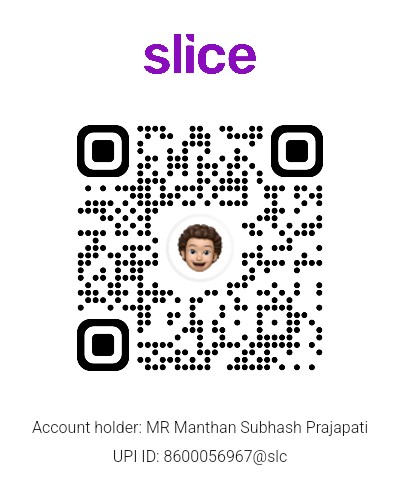 slice
Account holder: MR Manthan Subhash Prajapati
UPI ID: 8600056967@slc